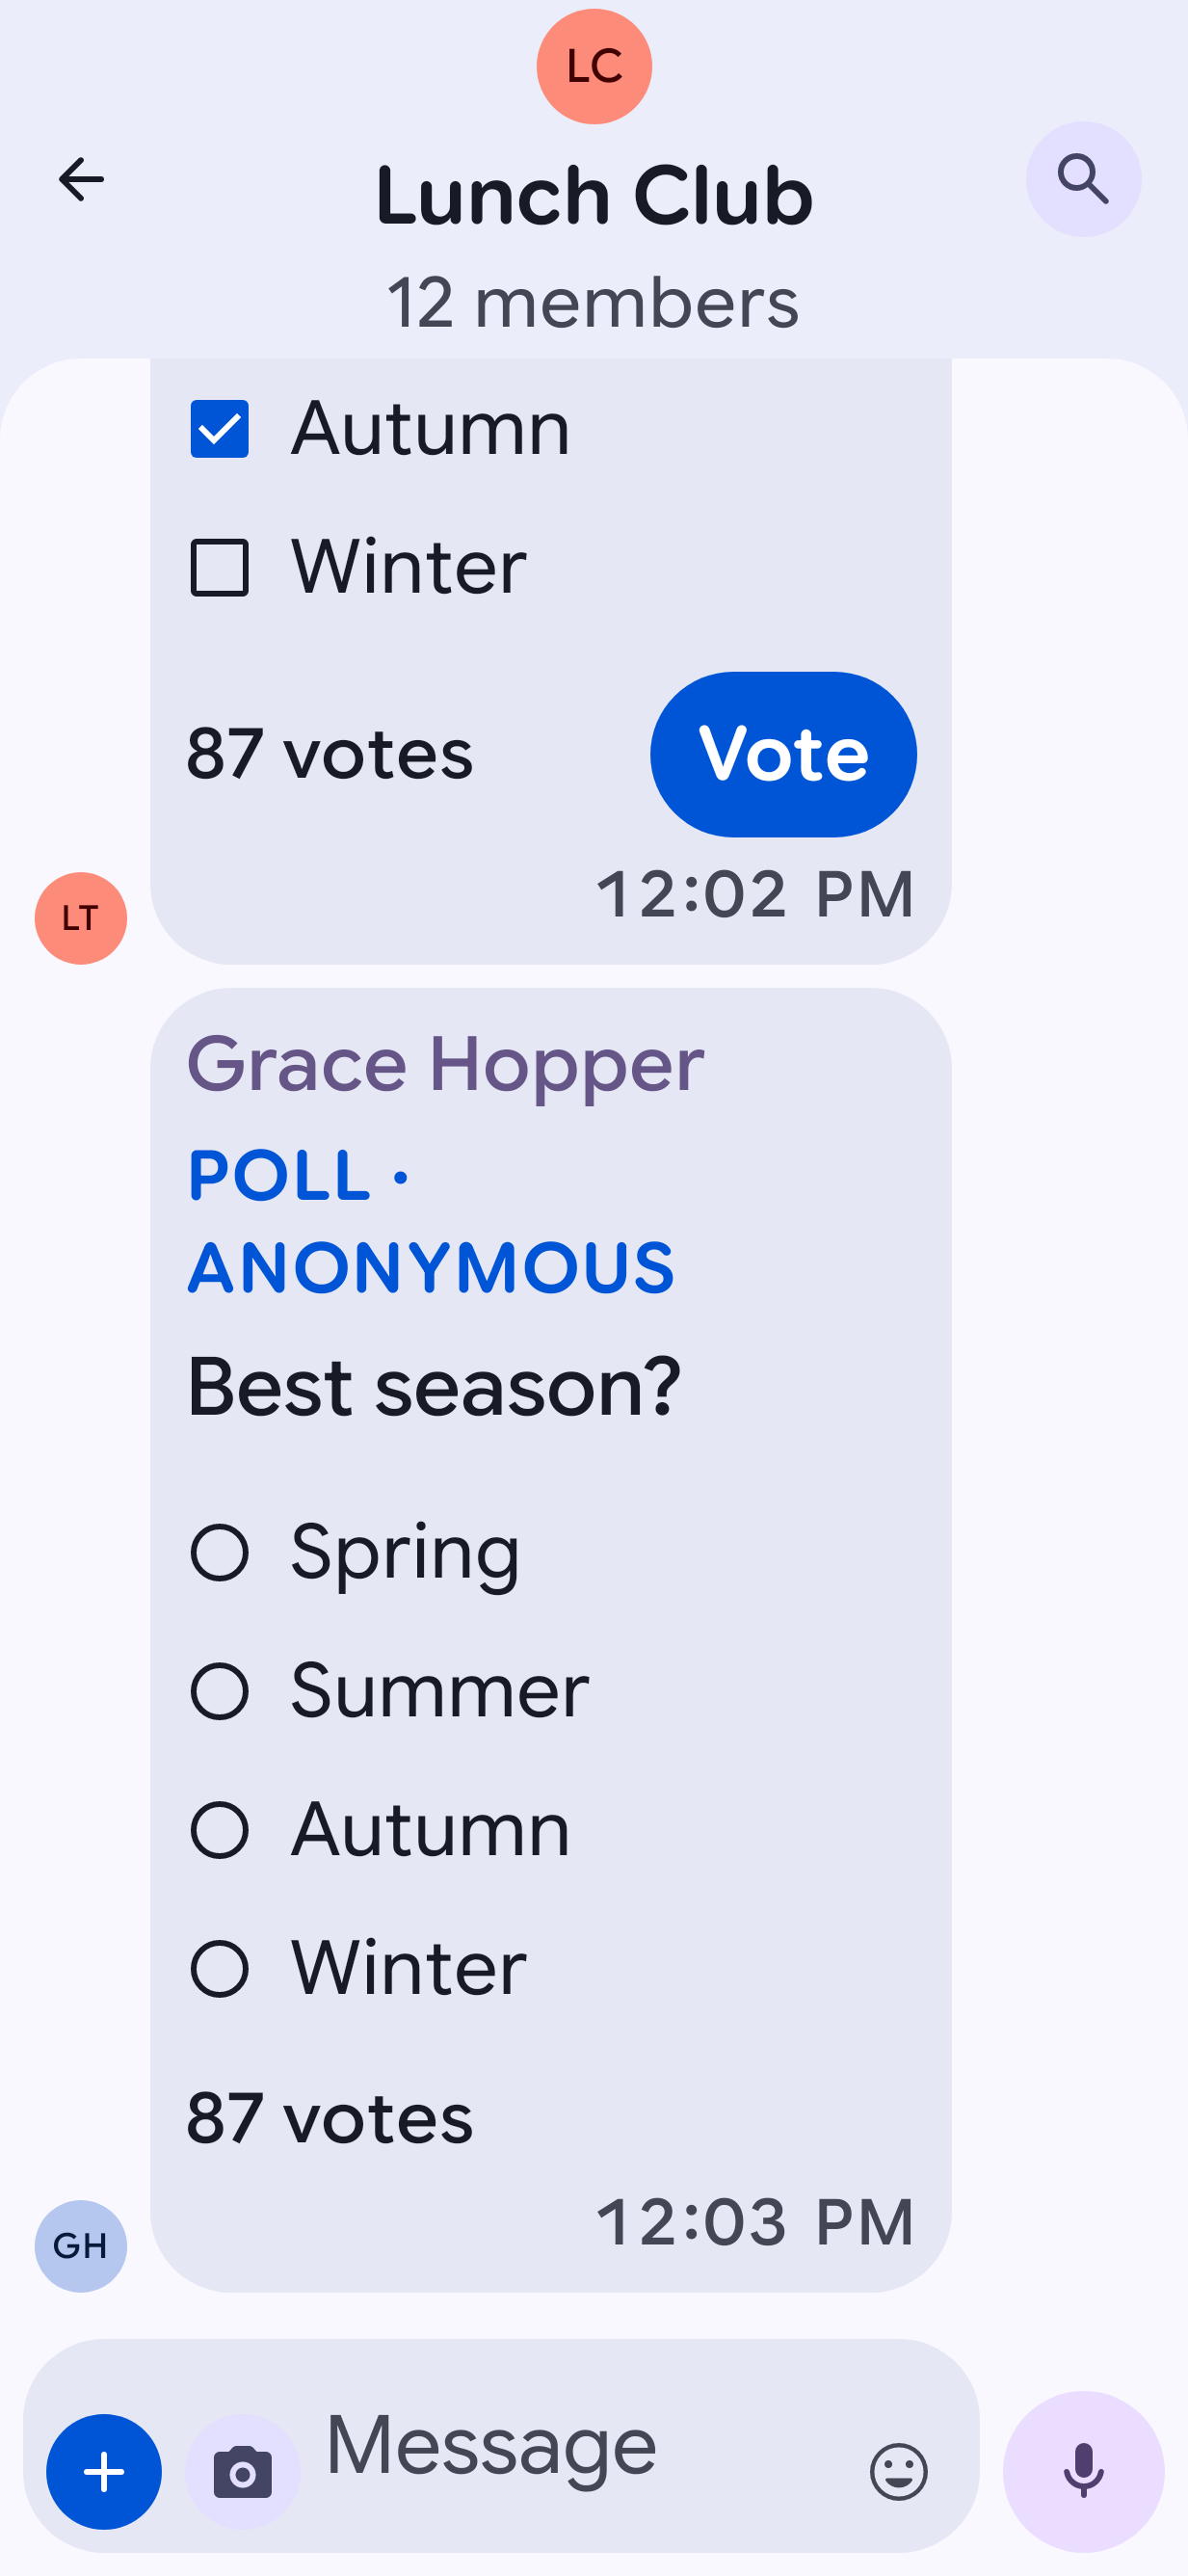 LC
Lunch Club
12 members
Autumn
Winter
87 votes
Vote
12:02 PM
LT
Grace Hopper
POLL ·
ANONYMOUS
Best season?
Spring
Summer
Autumn
Winter
87 votes
12:03 PM
GH
Message